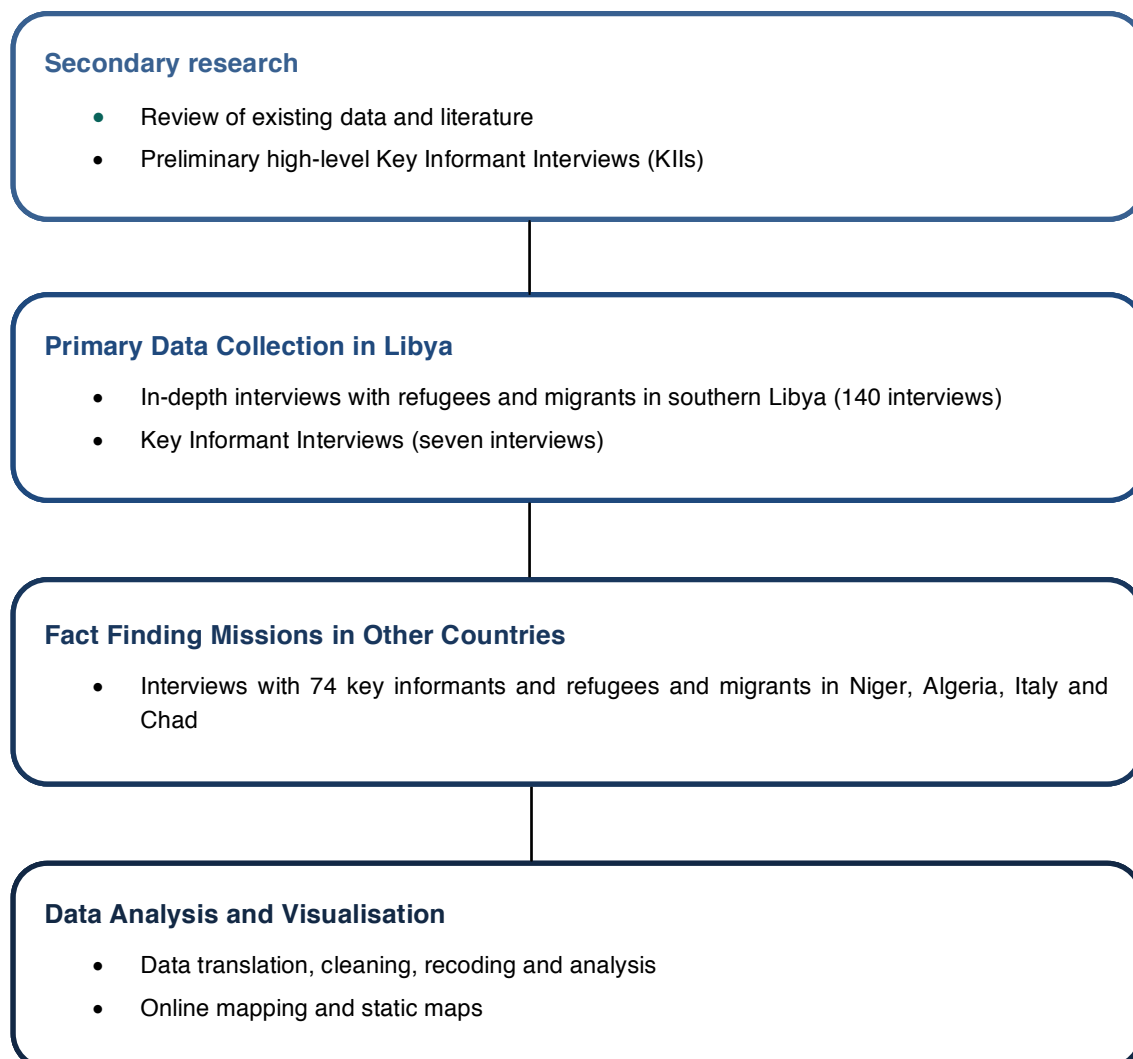 Secondary research
• Review of existing data and literature
• Preliminary high-level Key Informant Interviews (KIIs)
Primary Data Collection in Libya
• In-depth interviews with refugees and migrants in southern Libya (140 interviews)
• Key Informant Interviews (seven interviews)
Fact Finding Missions in Other Countries
• Interviews with 74 key informants and refugees and migrants in Niger, Algeria, Italy and
Chad
Data Analysis and Visualisation
• Data translation, cleaning, recoding and analysis
• Online mapping and static maps